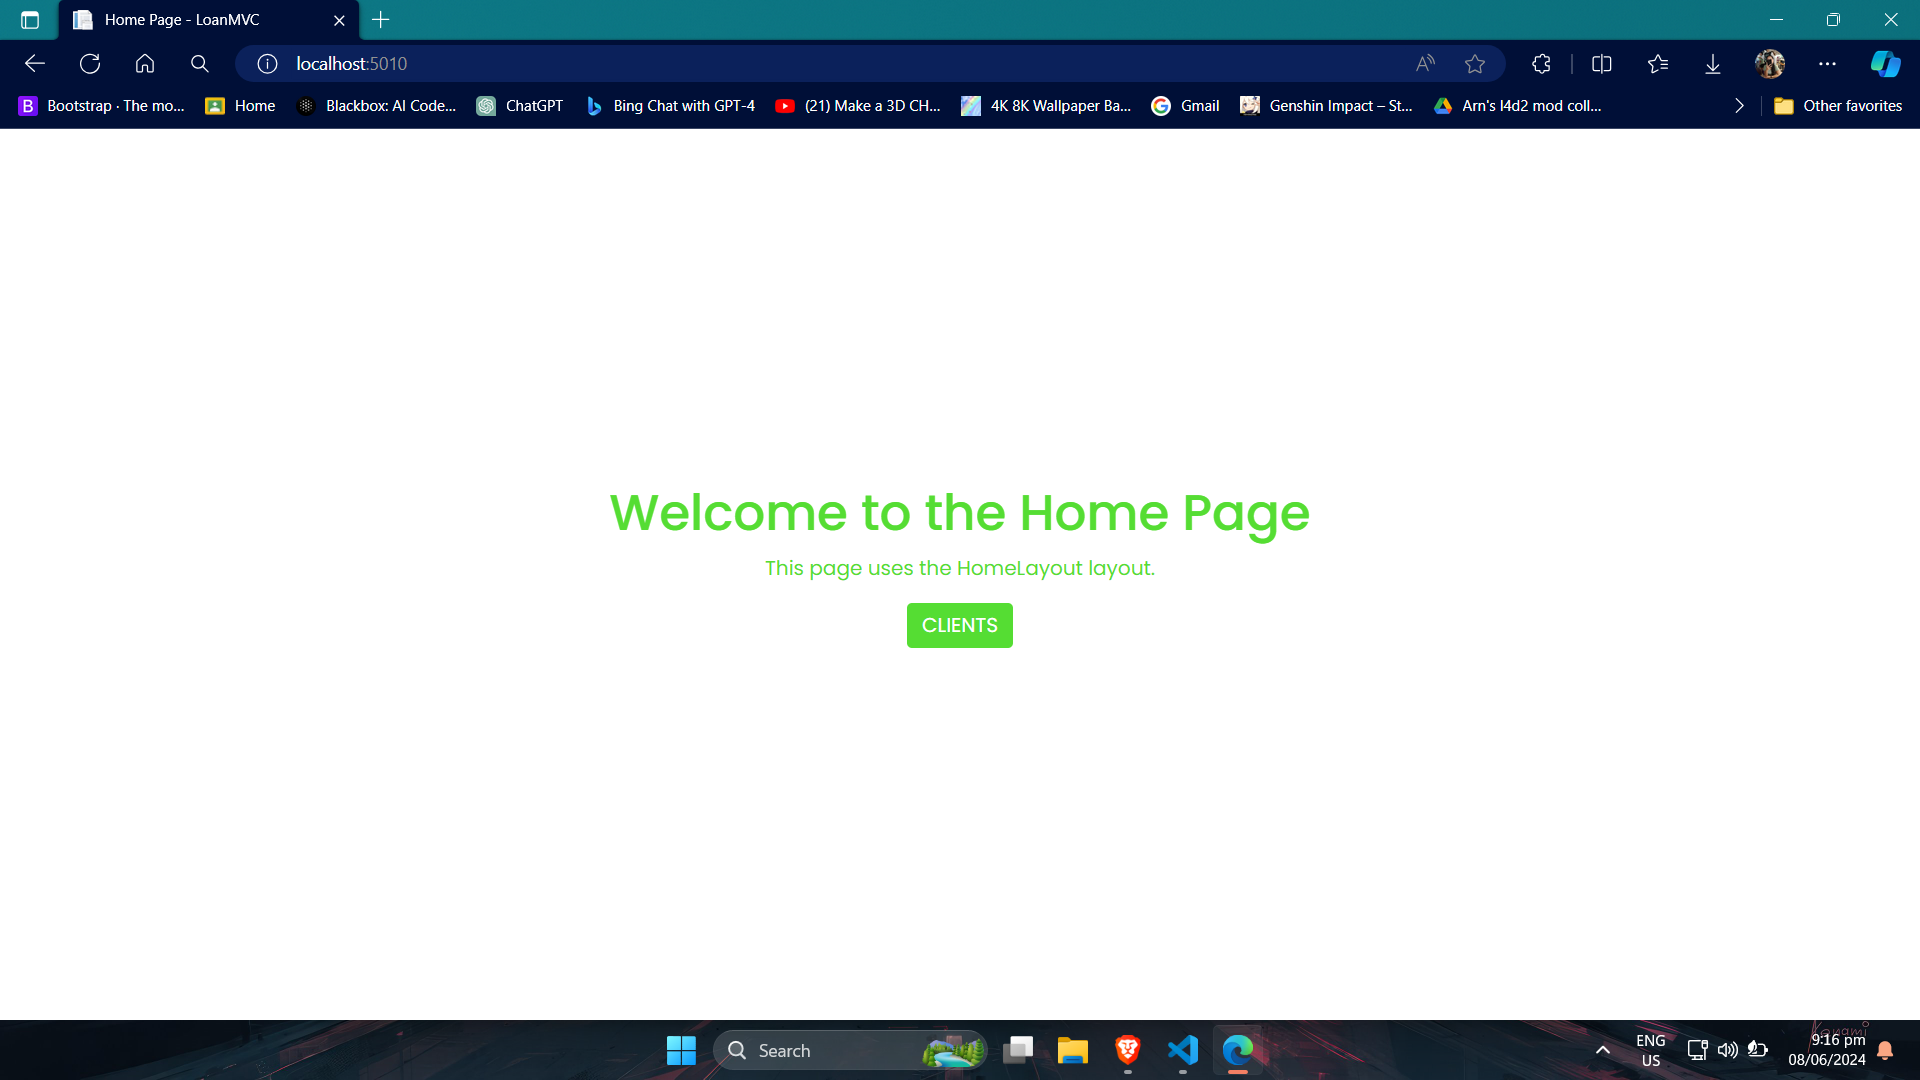 Home Page - LoanMVC
localhost:5010
Bootstrap · The mo...
Home
Blackbox: AI Code...
ChatGPT
Bing Chat with GPT-4
(21) Make a 3D CH...
4K 8K Wallpaper Ba...
Gmail
Genshin Impact – St...
Arn's l4d2 mod coll...
Other favorites
Welcome to the Home Page
This page uses the HomeLayout layout.
CLIENTS
Search
ENG
US
Konami
9:16 pm
08/06/2024